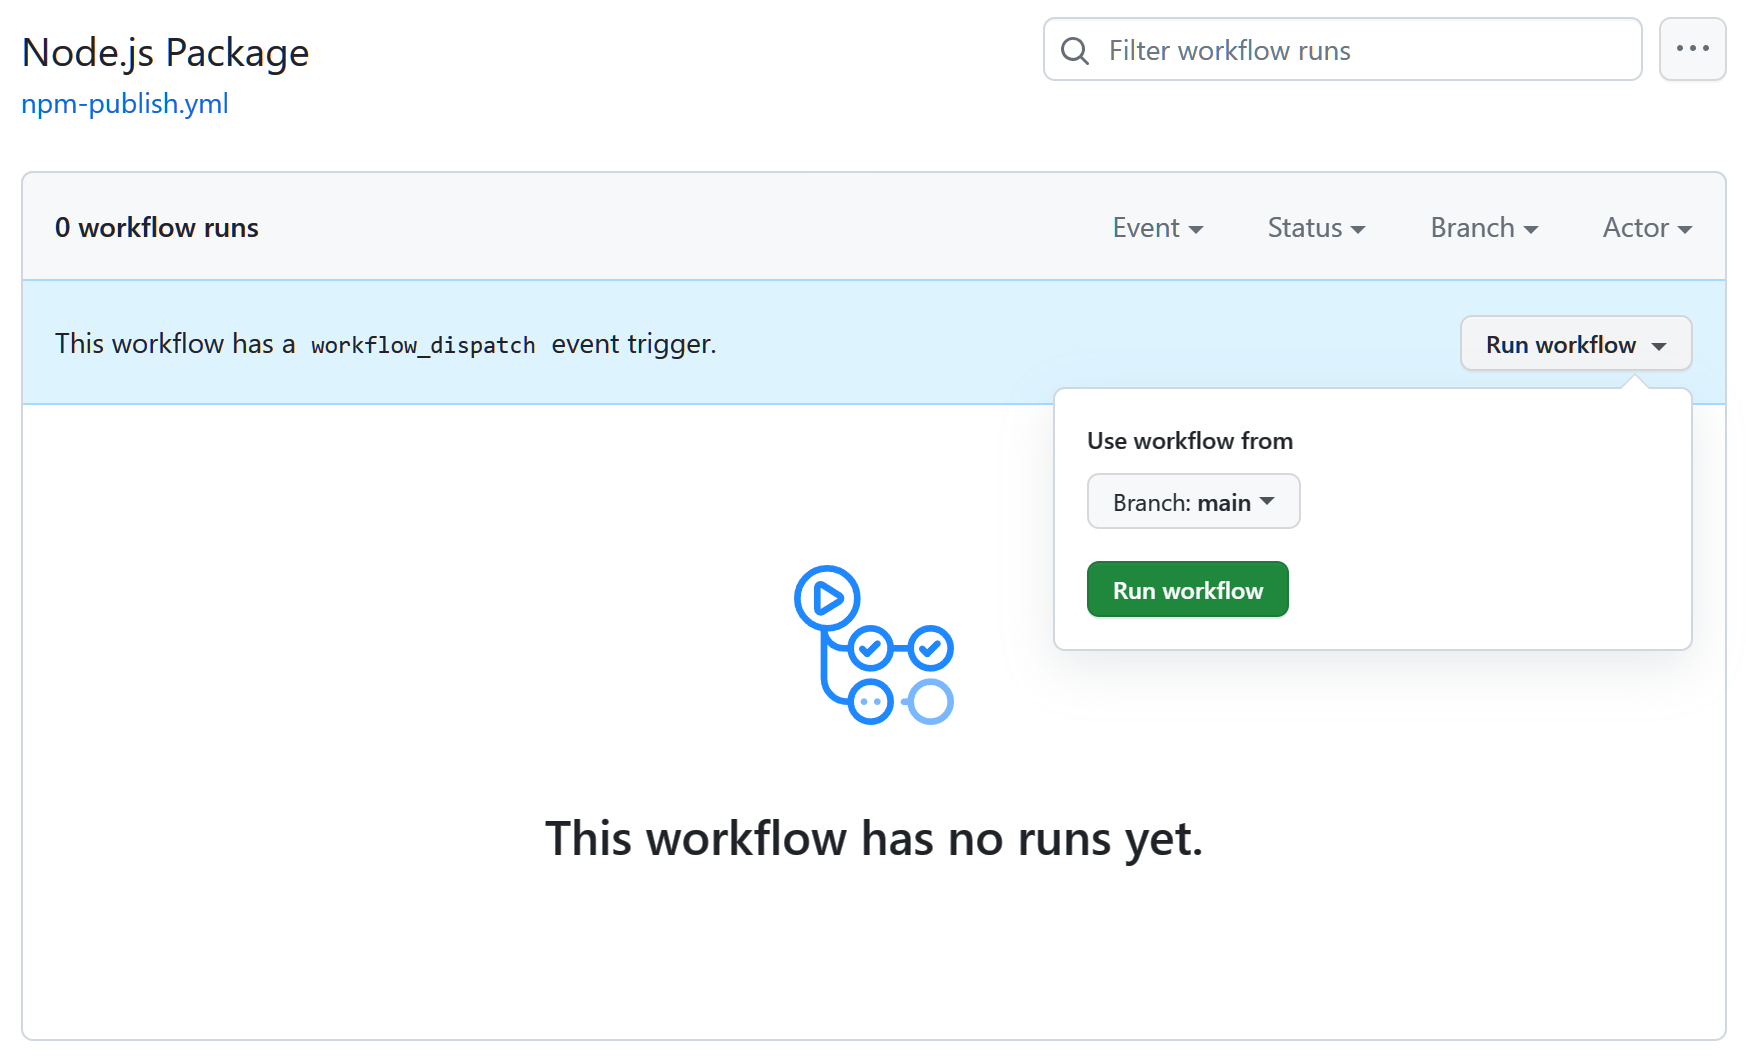 Node.js Package
Filter workflow runs
npm-publish.yml
0 workflow runs
Event
Status
Branch
Actor
This workflow has a workflow_dispatch event trigger.
Run workflow
Use workflow from
Branch: main
Run workflow
This workflow has no runs yet.